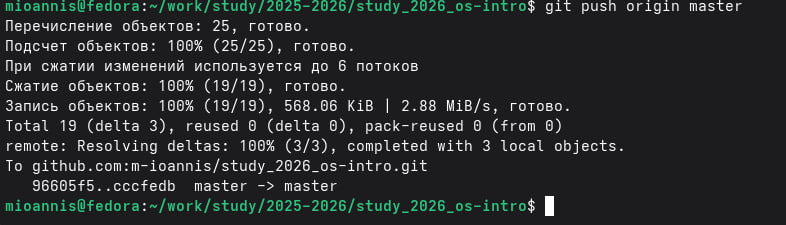 mioannis@fedora:~/work/study/2025-2026/study_2026_os-intro$ git push origin master
Перечисление объектов: 25, готово.
Подсчет объектов: 100% (25/25), готово.
При сжатии изменений используется до 6 потоков
Сжатие объектов: 100% (19/19), готово.
Запись объектов: 100% (19/19), 568.06 KiB | 2.88 MiB/s, готово.
Total 19 (delta 3), reused 0 (delta 0), pack-reused 0 (from 0)
remote: Resolving deltas: 100% (3/3), completed with 3 local objects.
To github.com:m-ioannis/study_2026_os-intro.git
   96605f5..cccfedb  master -> master
mioannis@fedora:~/work/study/2025-2026/study_2026_os-intro$